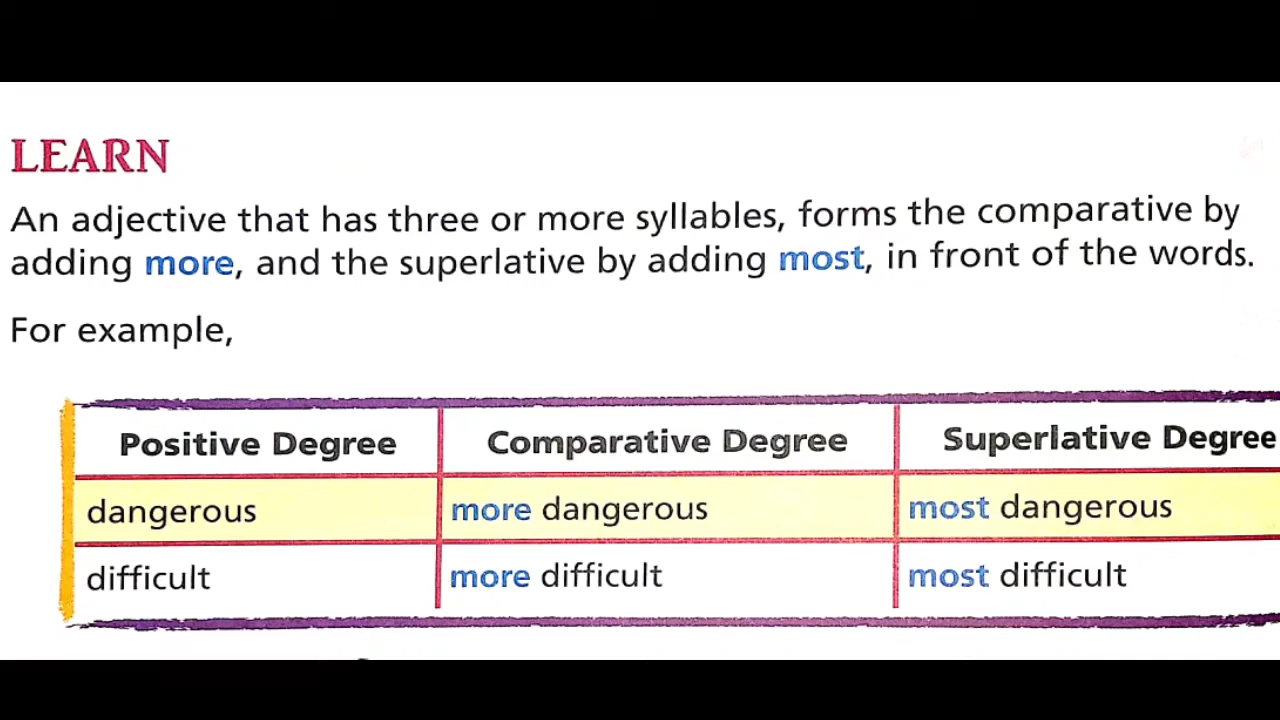 LEARN
An adjective that has three or more syllables, forms the comparative by
adding more, and the superlative by adding most, in front of the words.
For example,
Positive Degree Comparative Degree Superlative Degree
dangerous more dangerous most dangerous
difficult more difficult most difficult